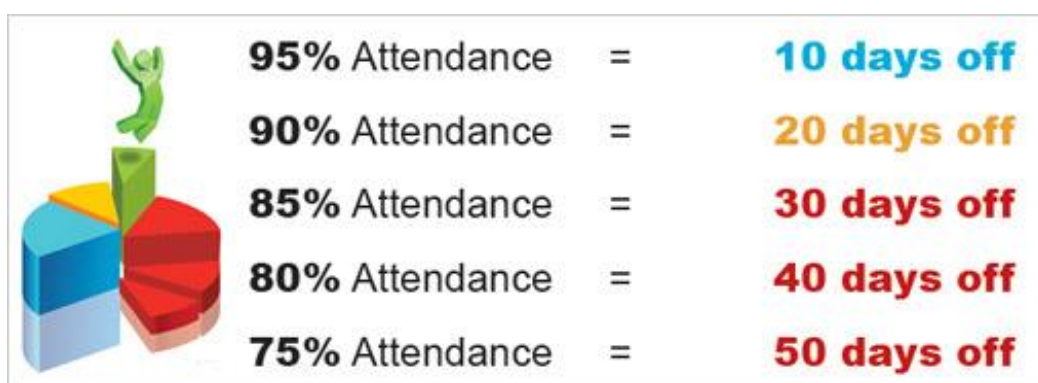 95% Attendance = 10 days off
90% Attendance = 20 days off
85% Attendance = 30 days off
80% Attendance = 40 days off
75% Attendance = 50 days off